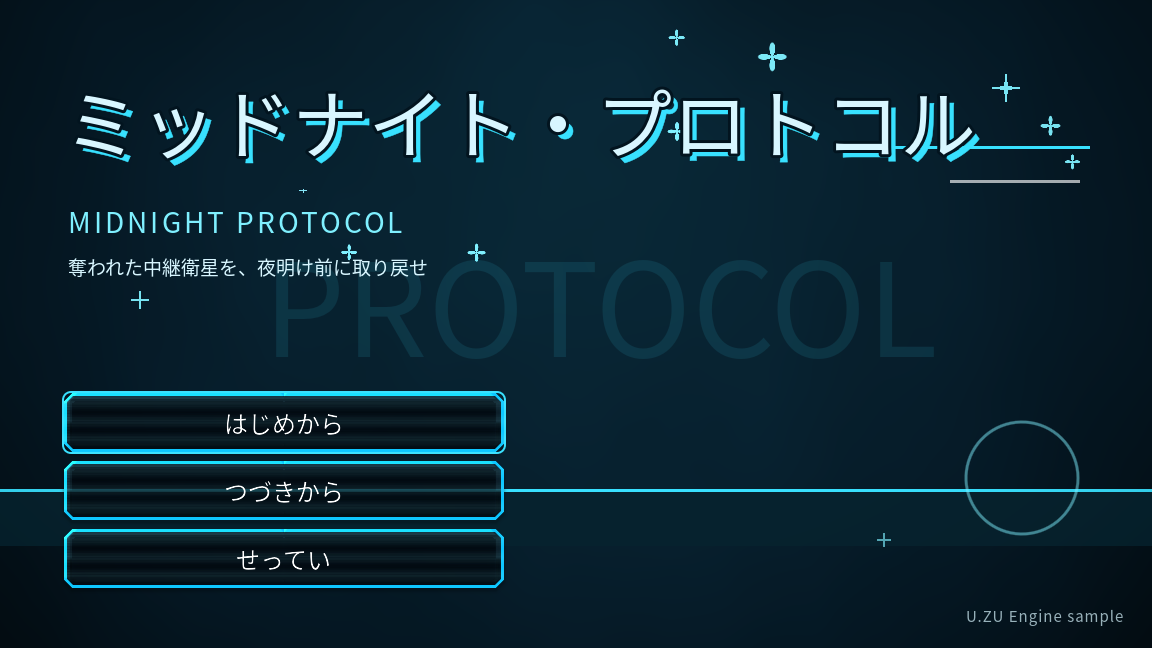 ミッドナイト・プロトコル
MIDNIGHT PROTOCOL
奪われた中継衛星を、夜明け前に取り戻せ
PROTOCOL
はじめから
つづきから
せってい
U.ZU Engine sample